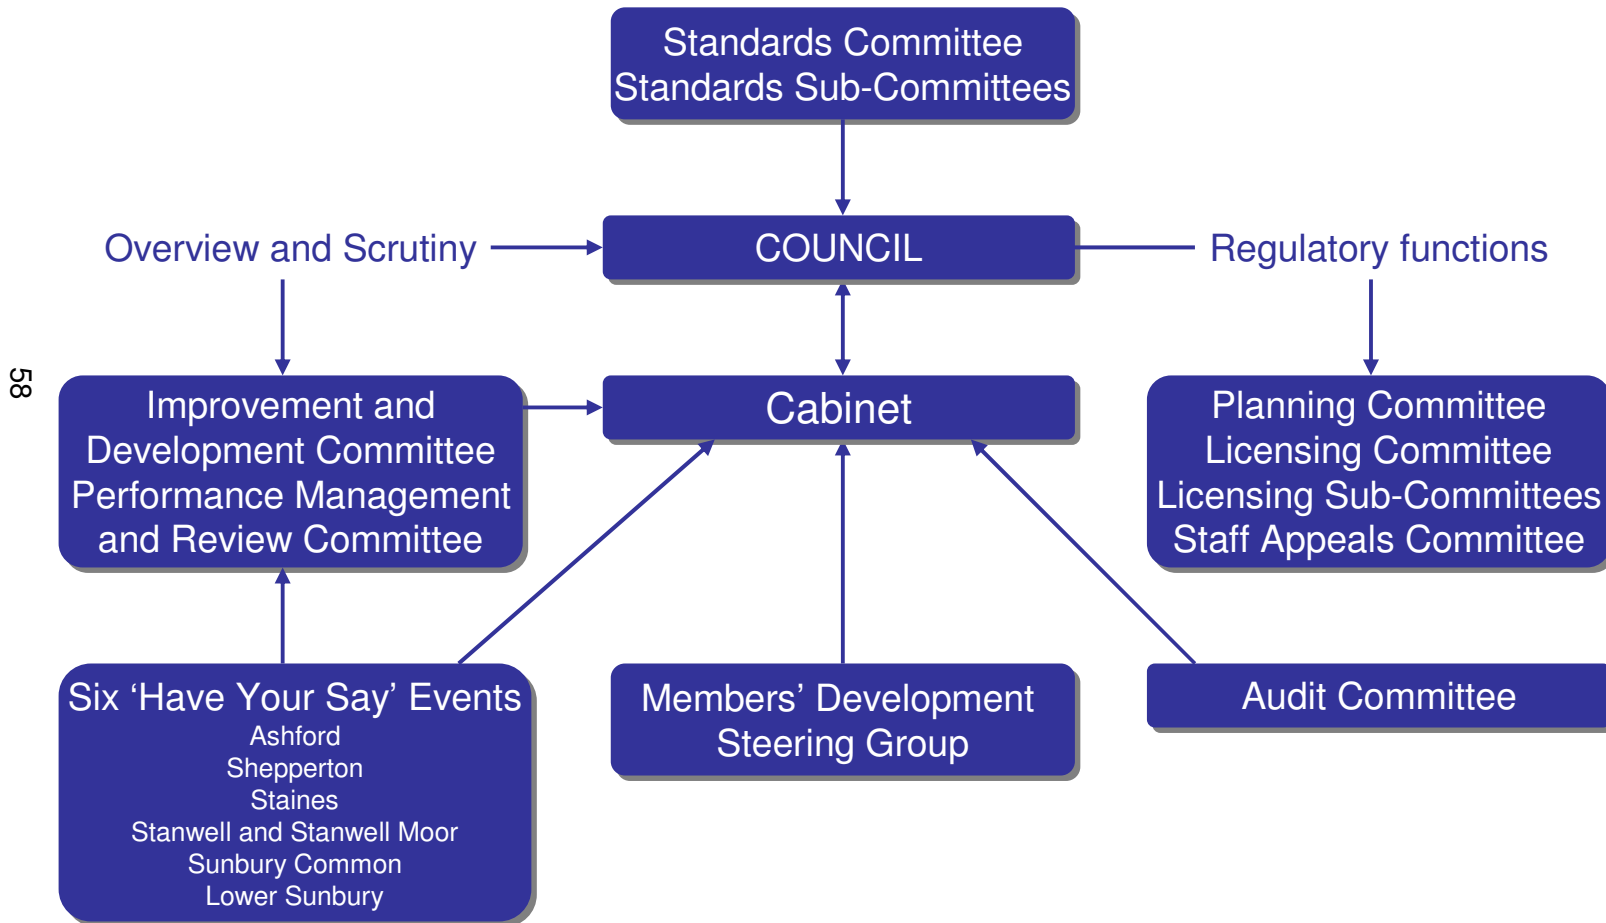 Standards Committee
Standards Sub-Committees
Overview and Scrutiny
COUNCIL
Regulatory functions
58
Improvement and
Development Committee
Performance Management
and Review Committee
Cabinet
Planning Committee
Licensing Committee
Licensing Sub-Committees
Staff Appeals Committee
Six ‘Have Your Say’ Events
Ashford
Shepperton
Staines
Stanwell and Stanwell Moor
Sunbury Common
Lower Sunbury
Members’ Development
Steering Group
Audit Committee